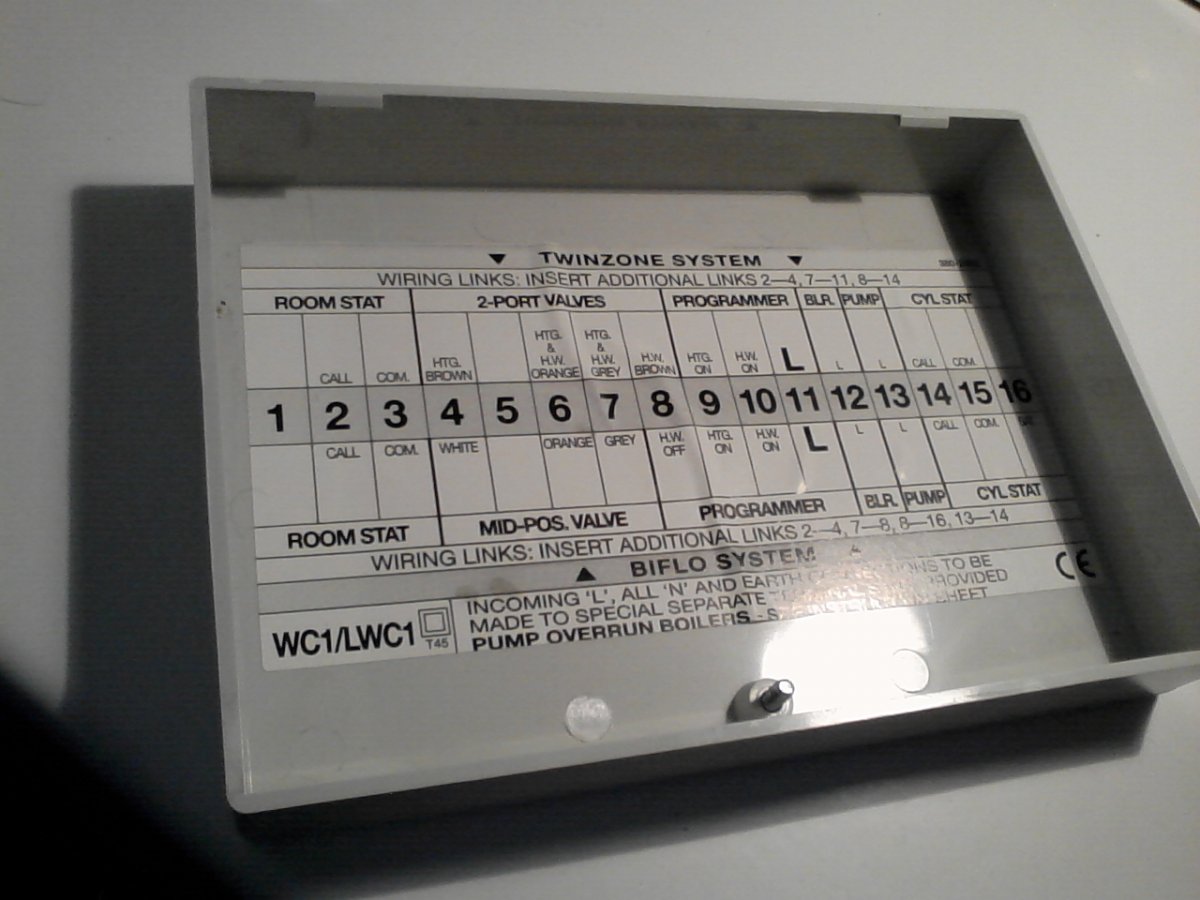 TWINZONE SYSTEM
WIRING LINKS: INSERT ADDITIONAL LINKS 2—4, 7—11, 8—14
ROOM STAT 2-PORT VALVES PROGRAMMER BLR. PUMP CYL STAT
CALL COM. HTG. BROWN HTG. & H.W. ORANGE HTG. & H.W. GREY H.W. BROWN HTG. ON H.W. ON L L L CALL COM.
1 2 3 4 5 6 7 8 9 10 11 12 13 14 15 16
CALL COM. WHITE ORANGE GREY H.W. OFF HTG. ON H.W. ON L L L CALL COM.
ROOM STAT MID-POS. VALVE PROGRAMMER BLR. PUMP CYL STAT
WIRING LINKS: INSERT ADDITIONAL LINKS 2—4, 7—8, 8—16, 13—14
BIFLO SYSTEM
INCOMING 'L', ALL 'N' AND EARTH TO BE
MADE TO SPECIAL SEPARATE PROVIDED
PUMP OVERRUN BOILERS SHEET
WC1/LWC1 T45
CE